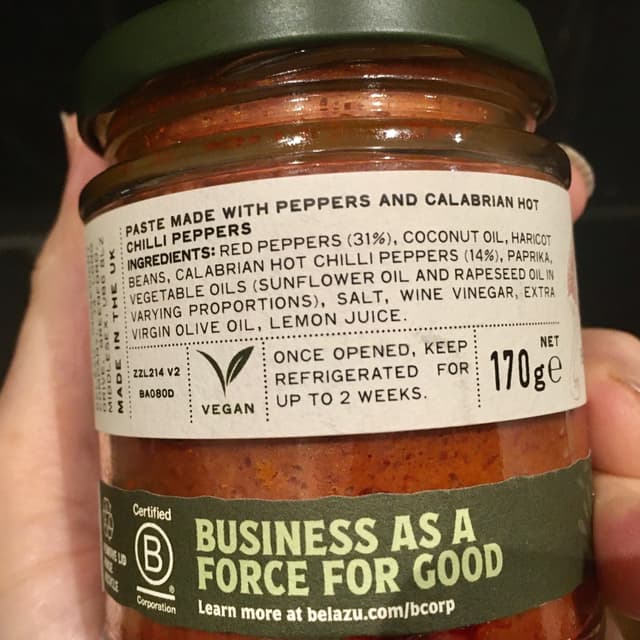 PASTE MADE WITH PEPPERS AND CALABRIAN HOT
CHILLI PEPPERS
INGREDIENTS: RED PEPPERS (31%), COCONUT OIL, HARICOT
BEANS, CALABRIAN HOT CHILLI PEPPERS (14%), PAPRIKA,
VEGETABLE OILS (SUNFLOWER OIL AND RAPESEED OIL IN
VARYING PROPORTIONS), SALT, WINE VINEGAR, EXTRA
VIRGIN OLIVE OIL, LEMON JUICE.
MIDDLESEX, UB6
MADE IN THE UK
ZZL214 V2
BA080D
VEGAN
ONCE OPENED, KEEP
REFRIGERATED FOR
UP TO 2 WEEKS.
NET
170g e
Certified
B
Corporation
BUSINESS AS A
FORCE FOR GOOD
Learn more at belazu.com/bcorp